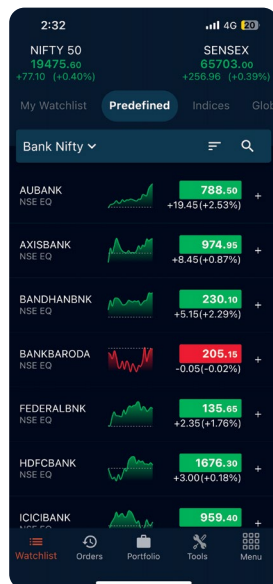 2:32 4G 20
NIFTY 50 SENSEX
19475.60 65703.00
+77.10 (+0.40%) +256.96 (+0.39%)
My Watchlist Predefined Indices Glob
Bank Nifty
AUBANK 788.50 +
NSE EQ +19.45(+2.53%)
AXISBANK 974.95 +
NSE EQ +8.45(+0.87%)
BANDHANBNK 230.10 +
NSE EQ +5.15(+2.29%)
BANKBARODA 205.15 +
NSE EQ -0.05(-0.02%)
FEDERALBNK 135.65 +
NSE EQ +2.35(+1.76%)
HDFCBANK 1676.30 +
NSE EQ +3.00(+0.18%)
ICICIBANK 959.40 +
Watchlist Orders Portfolio Tools Menu